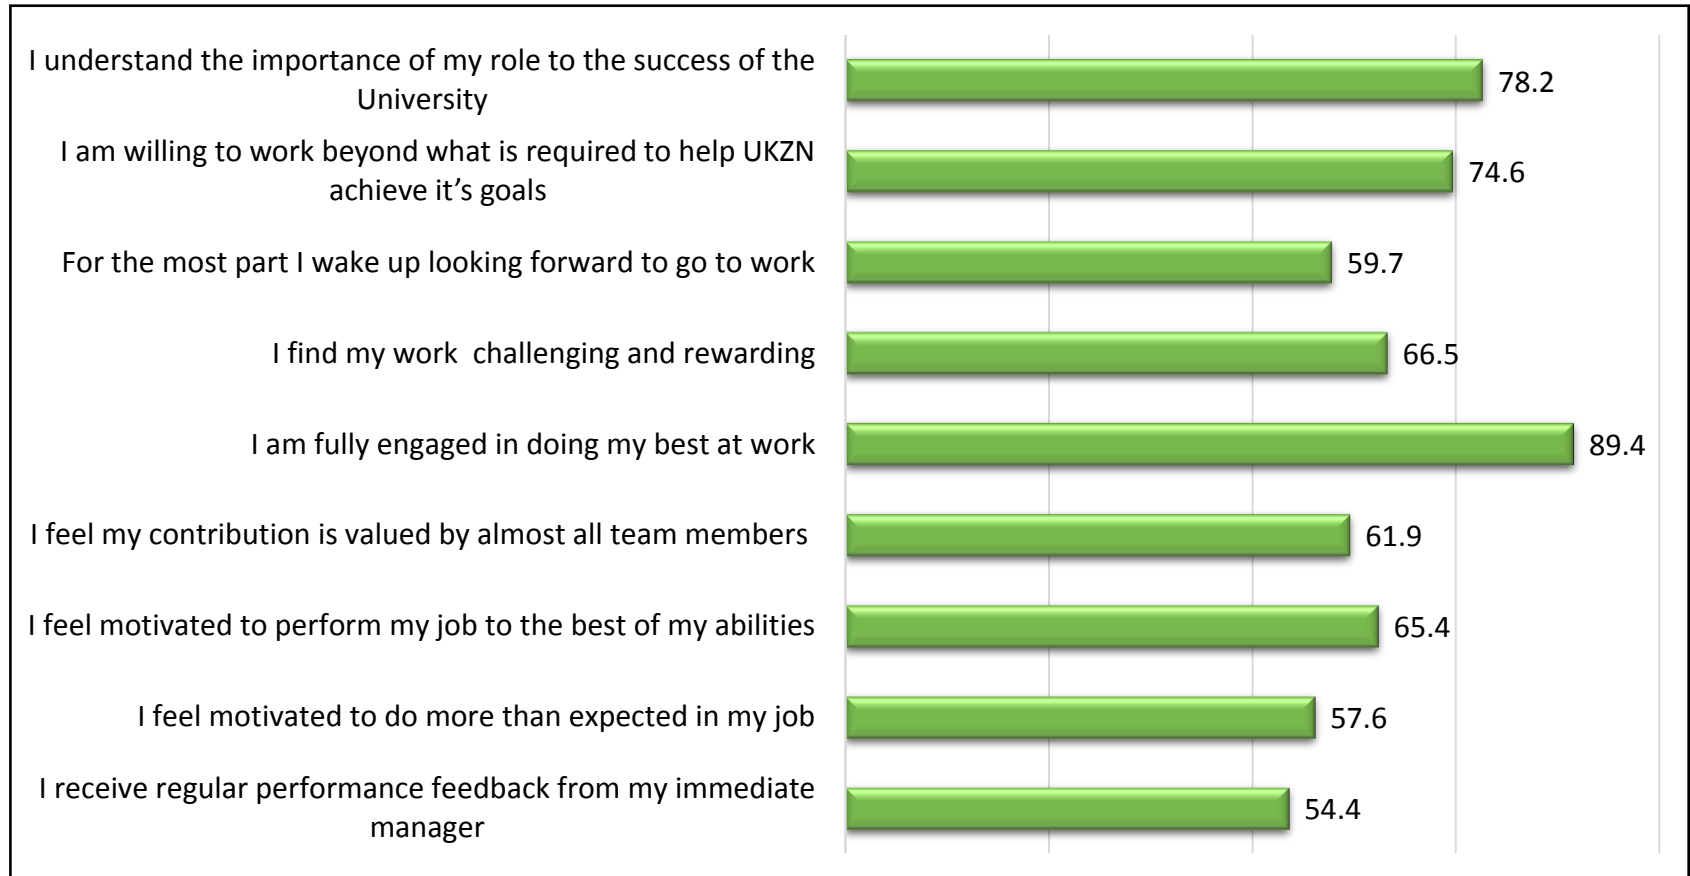 I understand the importance of my role to the success of the
University
78.2
I am willing to work beyond what is required to help UKZN
achieve it’s goals
74.6
For the most part I wake up looking forward to go to work
59.7
I find my work  challenging and rewarding
66.5
I am fully engaged in doing my best at work
89.4
I feel my contribution is valued by almost all team members
61.9
I feel motivated to perform my job to the best of my abilities
65.4
I feel motivated to do more than expected in my job
57.6
I receive regular performance feedback from my immediate
manager
54.4